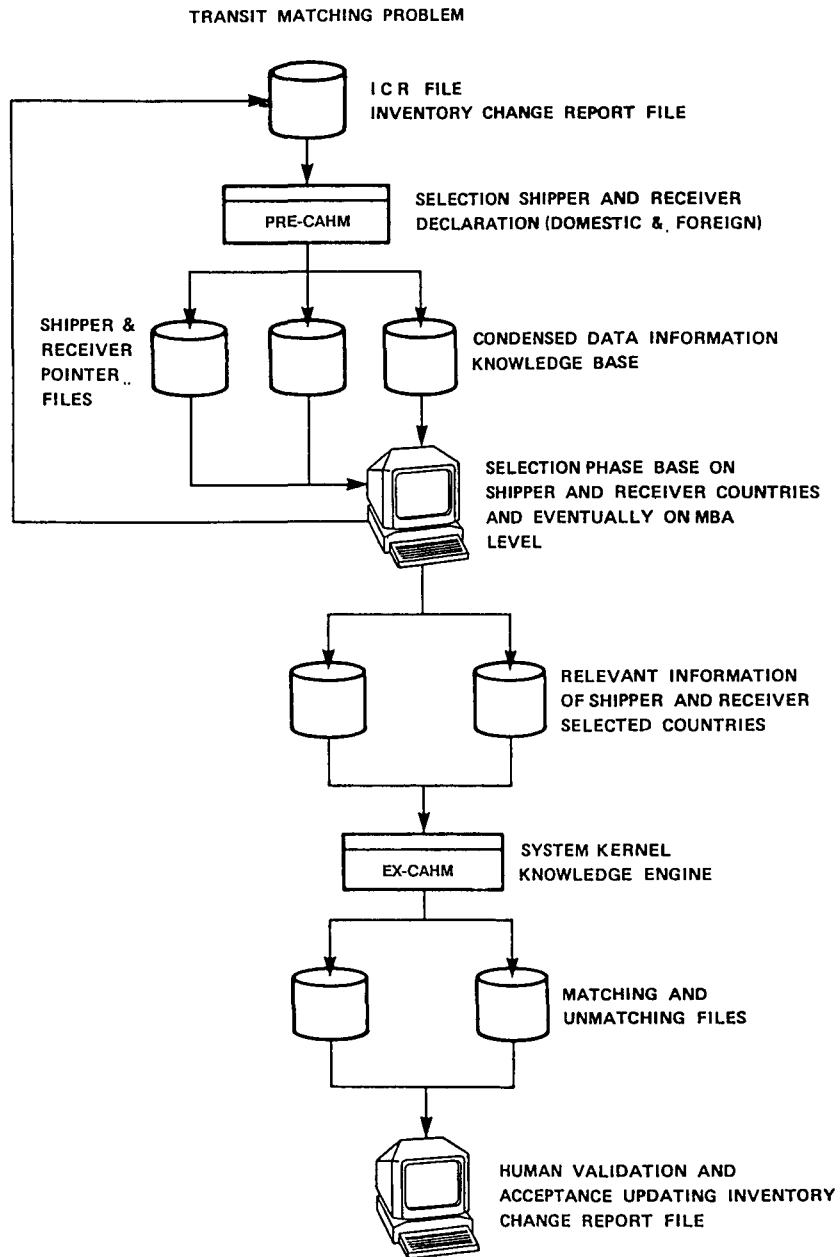 TRANSIT MATCHING PROBLEM
I C R FILE
INVENTORY CHANGE REPORT FILE
PRE-CAHM
SELECTION SHIPPER AND RECEIVER
DECLARATION (DOMESTIC & FOREIGN)
SHIPPER &
RECEIVER
POINTER
FILES
CONDENSED DATA INFORMATION
KNOWLEDGE BASE
SELECTION PHASE BASE ON
SHIPPER AND RECEIVER COUNTRIES
AND EVENTUALLY ON MBA
LEVEL
RELEVANT INFORMATION
OF SHIPPER AND RECEIVER
SELECTED COUNTRIES
EX-CAHM
SYSTEM KERNEL
KNOWLEDGE ENGINE
MATCHING AND
UNMATCHING FILES
HUMAN VALIDATION AND
ACCEPTANCE UPDATING INVENTORY
CHANGE REPORT FILE